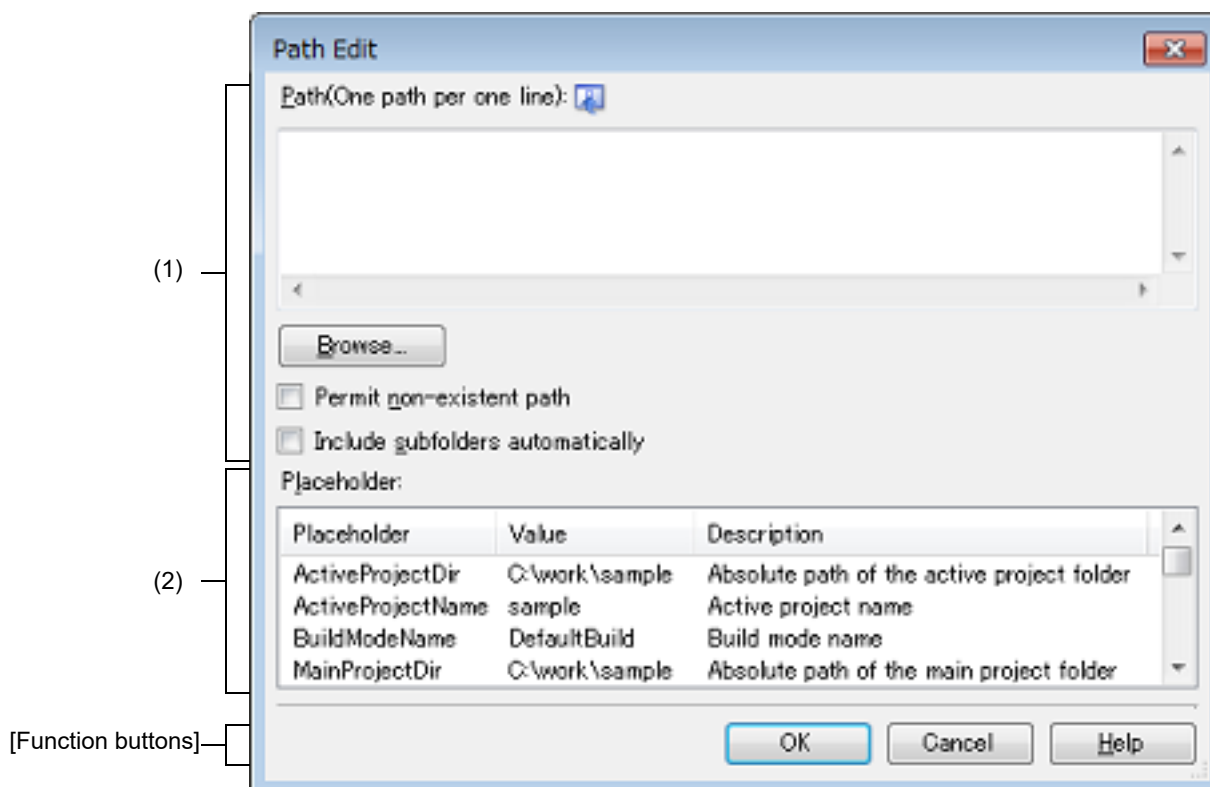 Path Edit
Path(One path per one line):
(1)
Browse...
Permit non-existent path
Include subfolders automatically
Placeholder:
Placeholder Value Description
(2)
ActiveProjectDir C:\work\sample Absolute path of the active project folder
ActiveProjectName sample Active project name
BuildModeName DefaultBuild Build mode name
MainProjectDir C:\work\sample Absolute path of the main project folder
[Function buttons]
OK Cancel Help